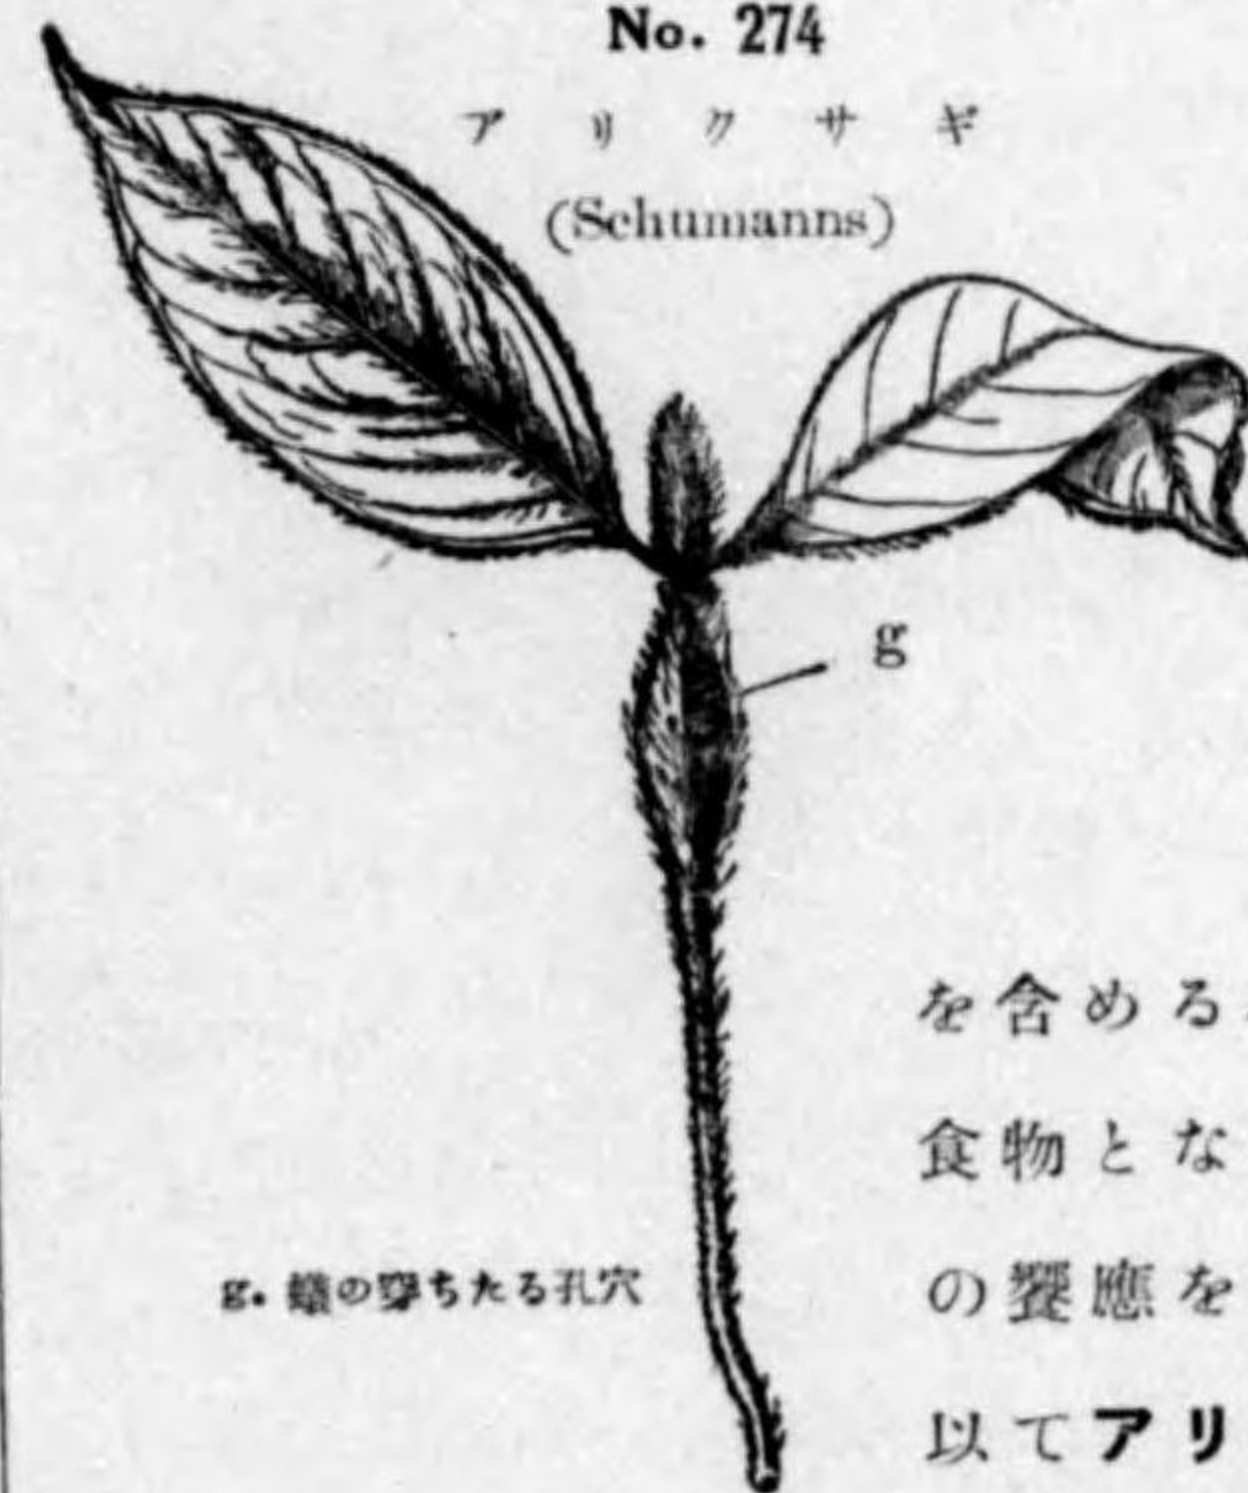 No. 274
アリクサギ
(Schumanns)
g
g. 蟻の穿ちたる孔穴
を含める
食物とな
の饗應を
以てアリ